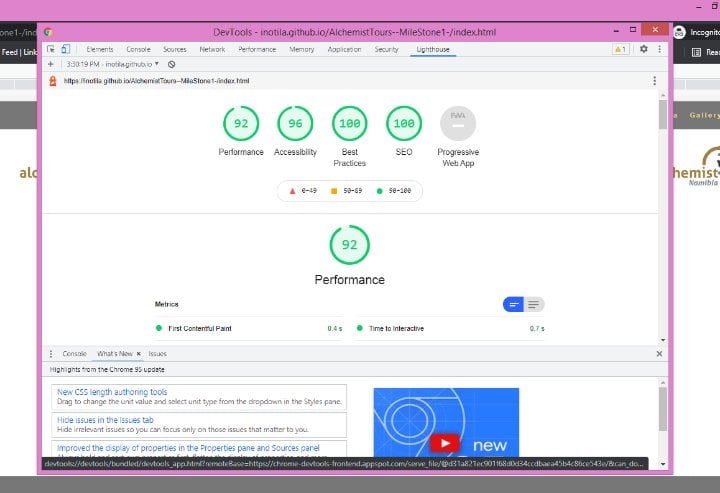 DevTools - inotila.github.io/AlchemistTours--MileStone1-/index.html
one1-/ind
Incognito
Feed | Link
Elements Console Sources Network Performance Memory Application Security Lighthouse
1
Rea
3:30:19 PM - inotila.github.io
https://inotila.github.io/AlchemistTours--MileStone1-/index.html
92 96 100 100 PWA
a Gallery
Performance Accessibility Best Practices SEO Progressive Web App
alc
hemist
Namibia
0-49 50-89 90-100
92
Performance
Metrics
First Contentful Paint 0.4 s Time to Interactive 0.7 s
Console What's New Issues
Highlights from the Chrome 95 update
New CSS length authoring tools
Drag to change the unit value and select unit type from the dropdown in the Styles pane.
Hide issues in the Issues tab
Hide irrelevant issues so you can focus only on those issues that matter to you.
new
Improved the display of properties in the Properties pane and Sources panel
devtools://devtools/bundled/devtools_app.html?remoteBase=https://chrome-devtools-frontend.appspot.com/serve_file/@d31a821ec901f68d0d34ccdbaea45b4c86ce543e/&can_do...